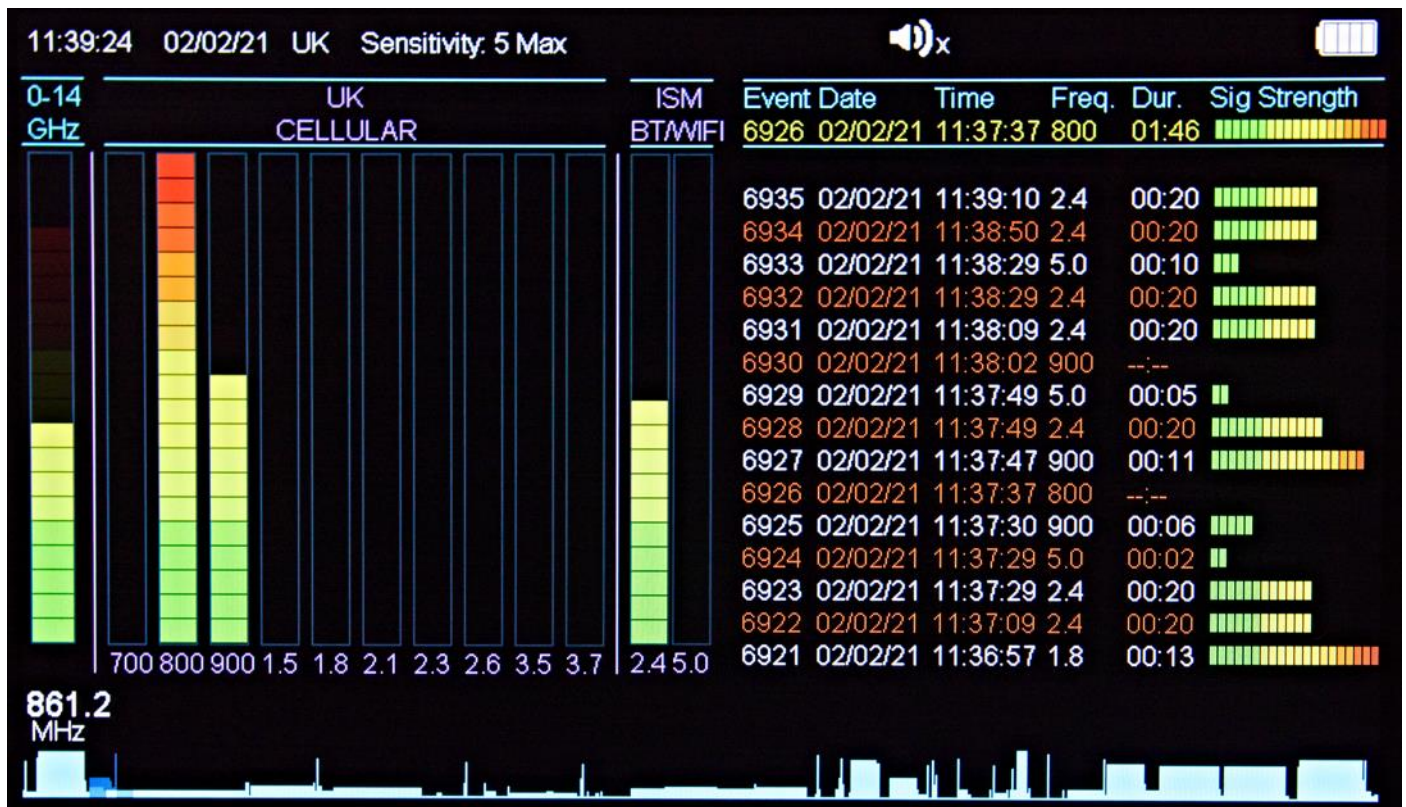 11:39:24 02/02/21 UK Sensitivity: 5 Max x
0-14 GHz
UK CELLULAR
ISM BT/WIFI
700 800 900 1.5 1.8 2.1 2.3 2.6 3.5 3.7 2.4 5.0
861.2
MHz
Event Date Time Freq. Dur. Sig Strength
6926 02/02/21 11:37:37 800 01:46
6935 02/02/21 11:39:10 2.4 00:20
6934 02/02/21 11:38:50 2.4 00:20
6933 02/02/21 11:38:29 5.0 00:10
6932 02/02/21 11:38:29 2.4 00:20
6931 02/02/21 11:38:09 2.4 00:20
6930 02/02/21 11:38:02 900 --:--
6929 02/02/21 11:37:49 5.0 00:05
6928 02/02/21 11:37:49 2.4 00:20
6927 02/02/21 11:37:47 900 00:11
6926 02/02/21 11:37:37 800 --:--
6925 02/02/21 11:37:30 900 00:06
6924 02/02/21 11:37:29 5.0 00:02
6923 02/02/21 11:37:29 2.4 00:20
6922 02/02/21 11:37:09 2.4 00:20
6921 02/02/21 11:36:57 1.8 00:13